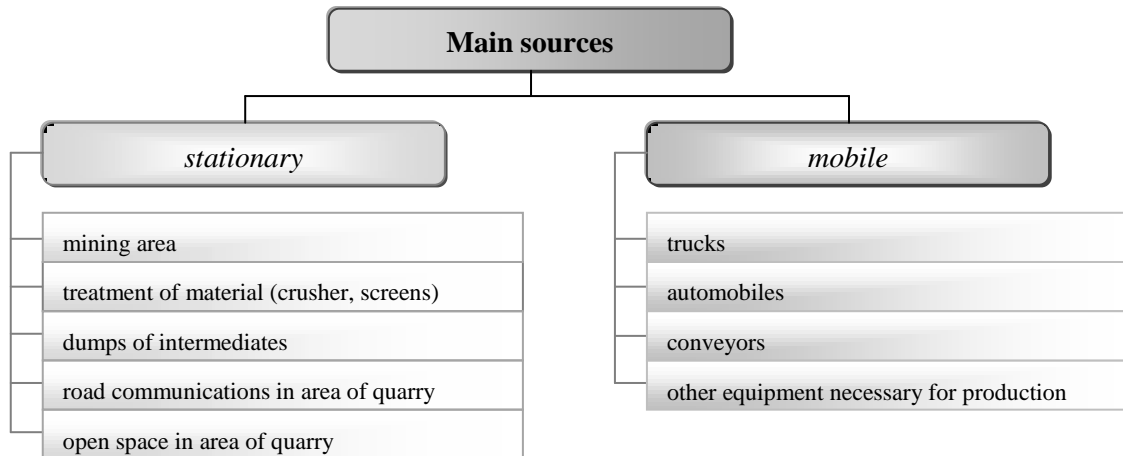 Main sources
stationary
mining area
treatment of material (crusher, screens)
dumps of intermediates
road communications in area of quarry
open space in area of quarry
mobile
trucks
automobiles
conveyors
other equipment necessary for production